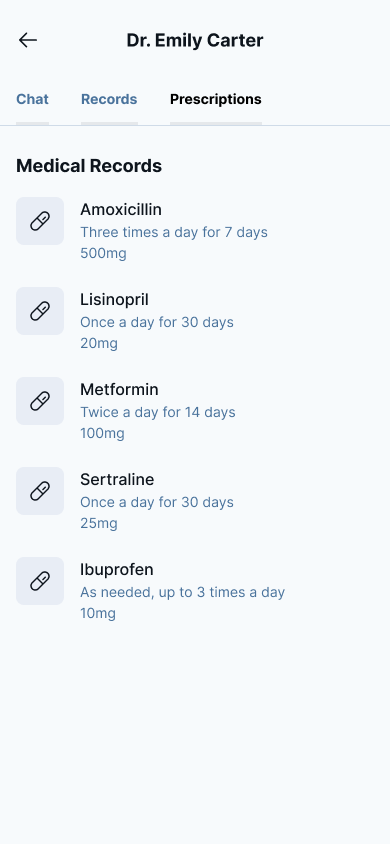 Dr. Emily Carter
Chat
Records
Prescriptions
Medical Records
Amoxicillin
Three times a day for 7 days
500mg
Lisinopril
Once a day for 30 days
20mg
Metformin
Twice a day for 14 days
100mg
Sertraline
Once a day for 30 days
25mg
Ibuprofen
As needed, up to 3 times a day
10mg